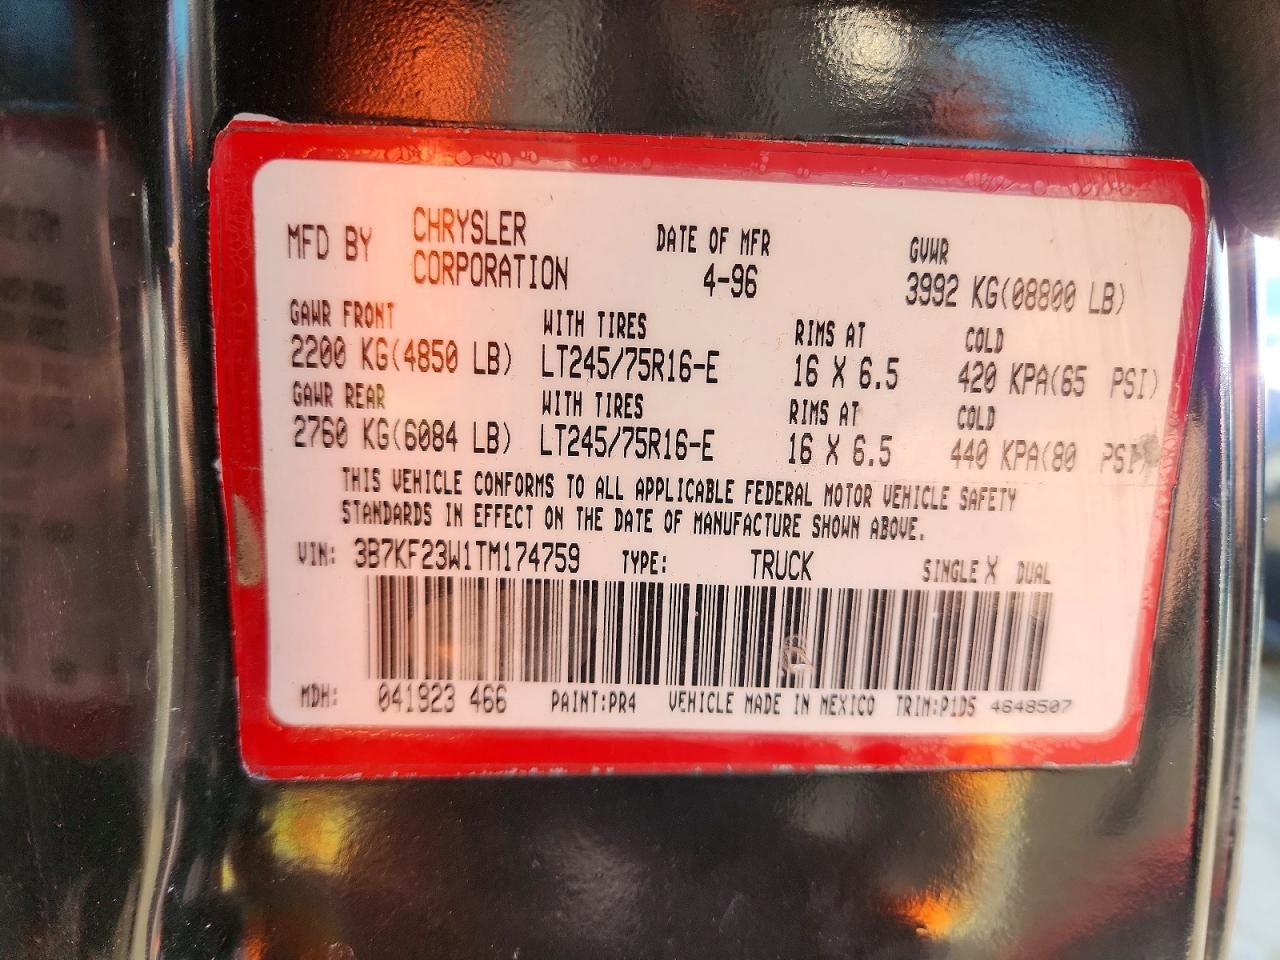 MFD BY CHRYSLER CORPORATION DATE OF MFR 4-96 GVWR 3992 KG(08800 LB)
GAWR FRONT WITH TIRES RIMS AT COLD
2200 KG(4850 LB) LT245/75R16-E 16 X 6.5 420 KPA(65 PSI)
GAWR REAR WITH TIRES RIMS AT COLD
2760 KG(6084 LB) LT245/75R16-E 16 X 6.5 440 KPA(80 PSI)
THIS VEHICLE CONFORMS TO ALL APPLICABLE FEDERAL MOTOR VEHICLE SAFETY
STANDARDS IN EFFECT ON THE DATE OF MANUFACTURE SHOWN ABOVE.
VIN: 3B7KF23W1TM174759 TYPE: TRUCK SINGLE X DUAL
MDH: 041923 466 PAINT:PR4 VEHICLE MADE IN MEXICO TRIM:P1D5 4648507